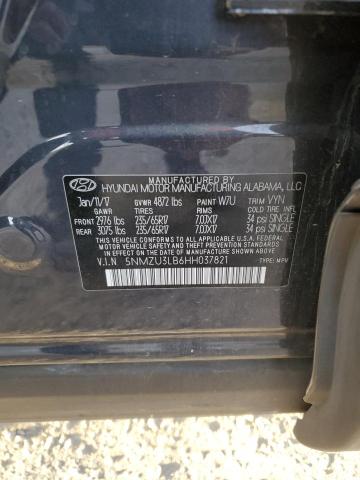 MANUFACTURED BY
HYUNDAI MOTOR MANUFACTURING ALABAMA, LLC
Jan/11/17 GVWR 4872 lbs PAINT W7U TRIM VYN
GAWR TIRES RIMS
FRONT 2976 lbs 235/65R17 7.0JX17 34 psi SINGLE
REAR 3075 lbs 235/65R17 7.0JX17 34 psi SINGLE
THIS VEHICLE CONFORMS TO ALL APPLICABLE U.S. FEDERAL MOTOR
VEHICLE SAFETY, BUMPER, AND THEFT PREVENTION STANDARDS
IN EFFECT ON THE DATE OF MANUFACTURE SHOWN ABOVE.
V.I.N 5NMZU3LB6HH037821 TYPE: MPV